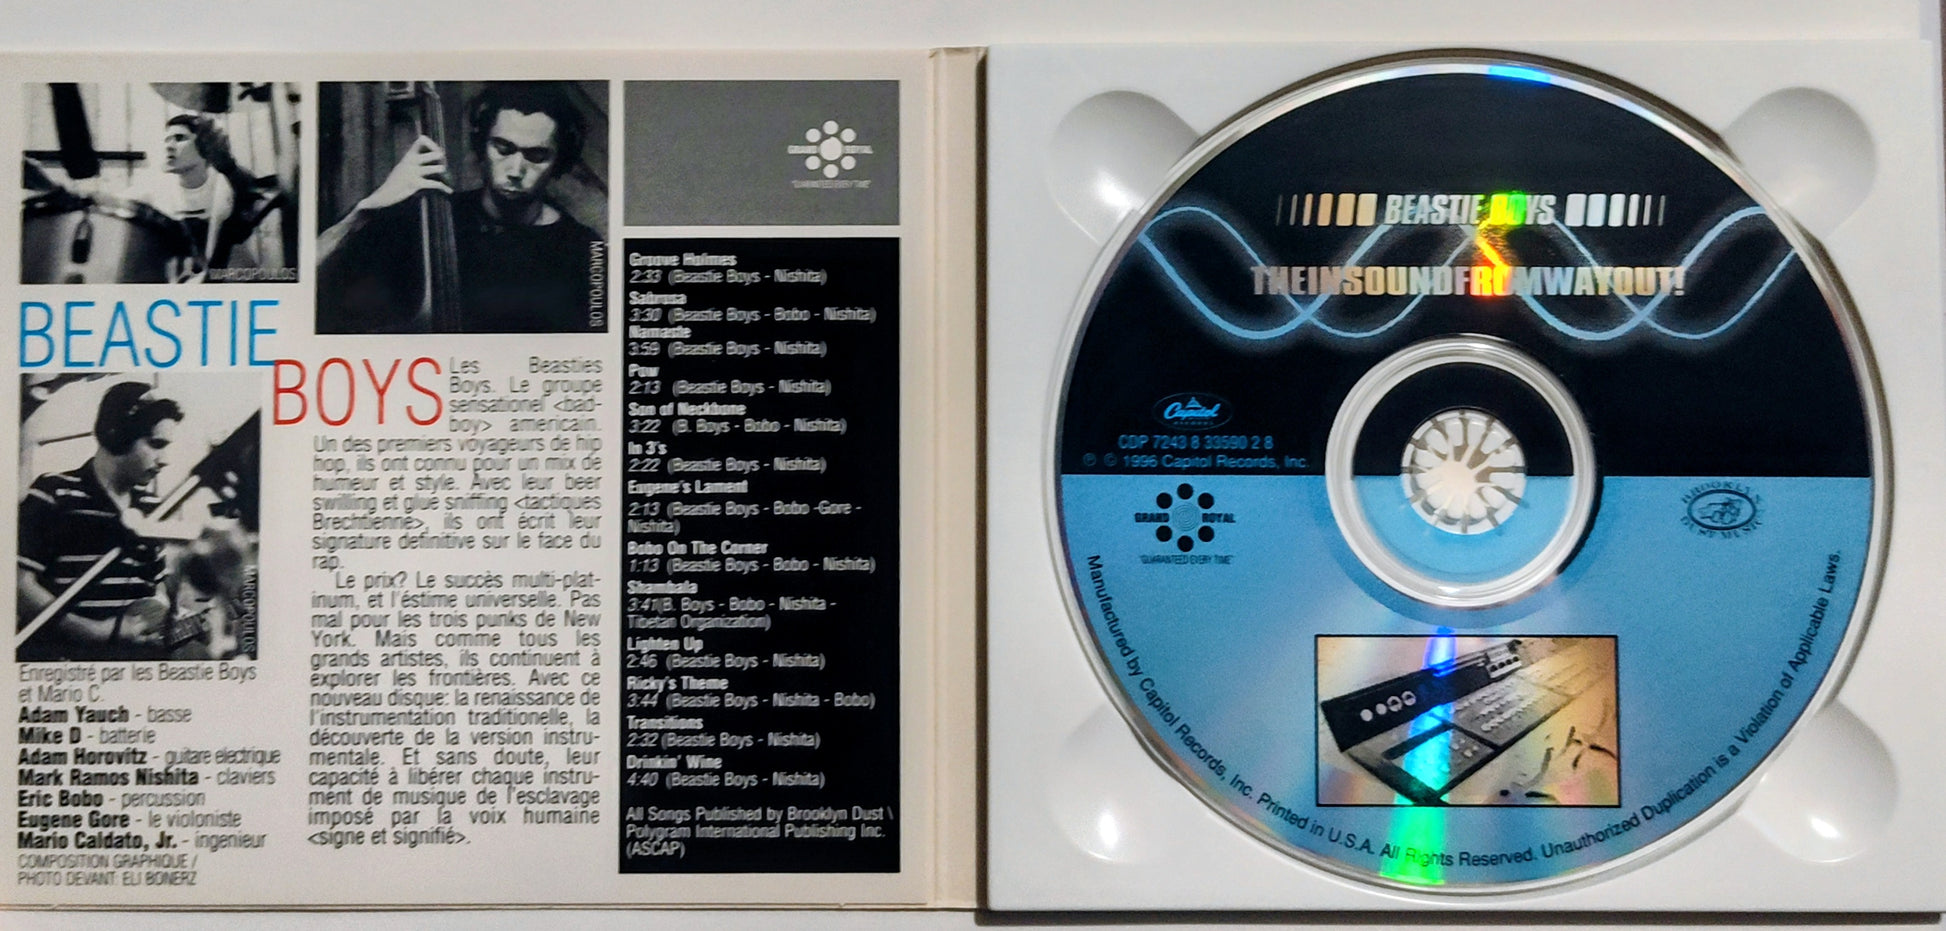 MARCOPOULOS
MARCOPOULOS
BEASTIE
BOYS
MARCOPOULOS
Les Beasties
Boys. Le groupe
sensationel <bad-
boy> americain.
Un des premiers voyageurs de hip
hop, ils ont connu pour un mix de
humeur et style. Avec leur beer
swilling et glue sniffing <tactiques
Brechtienne>, ils ont écrit leur
signature definitive sur le face du
rap.
Le prix? Le succès multi-plat-
inum, et l'éstime universelle. Pas
mal pour les trois punks de New
York. Mais comme tous les
grands artistes, ils continuent à
explorer les frontières. Avec ce
nouveau disque: la renaissance de
l'instrumentation traditionelle, la
découverte de la version instru-
mentale. Et sans doute, leur
capacité à libérer chaque instru-
ment de musique de l'esclavage
imposé par la voix humaine
<signe et signifié>.
Enregistré par les Beastie Boys
et Mario C.
Adam Yauch - basse
Mike D - batterie
Adam Horovitz - guitare electrique
Mark Ramos Nishita - claviers
Eric Bobo - percussion
Eugene Gore - le violoniste
Mario Caldato, Jr. - ingenieur
COMPOSITION GRAPHIQUE /
PHOTO DEVANT: ELI BONERZ
GRAND ROYAL
"GUARANTEED EVERY TIME"
Groove Holmes
2:33 (Beastie Boys - Nishita)
Sabrosa
3:30 (Beastie Boys - Bobo - Nishita)
Namaste
3:59 (Beastie Boys - Nishita)
Pow
2:13 (Beastie Boys - Nishita)
Son of Neckbone
3:22 (B. Boys - Bobo - Nishita)
In 3's
2:22 (Beastie Boys - Nishita)
Eugene's Lament
2:13 (Beastie Boys - Bobo -Gore -
Nishita)
Bobo On The Corner
1:13 (Beastie Boys - Bobo - Nishita)
Shambala
3:41(B. Boys - Bobo - Nishita -
Tibetan Organization)
Lighten Up
2:46 (Beastie Boys - Nishita)
Ricky's Theme
3:44 (Beastie Boys - Nishita - Bobo)
Transitions
2:32 (Beastie Boys - Nishita)
Drinkin' Wine
4:40 (Beastie Boys - Nishita)
All Songs Published by Brooklyn Dust \
Polygram International Publishing Inc.
(ASCAP)
BEASTIE BOYS
THEINSOUNDFROMWAYOUT!
Capitol
RECORDS
CDP 7243 8 33590 2 8
℗ © 1996 Capitol Records, Inc.
GRAND ROYAL
"GUARANTEED EVERY TIME"
BROOKLYN
DUST MUSIC
Manufactured by Capitol Records, Inc. Printed in U.S.A. All Rights Reserved. Unauthorized Duplication is a Violation of Applicable Laws.